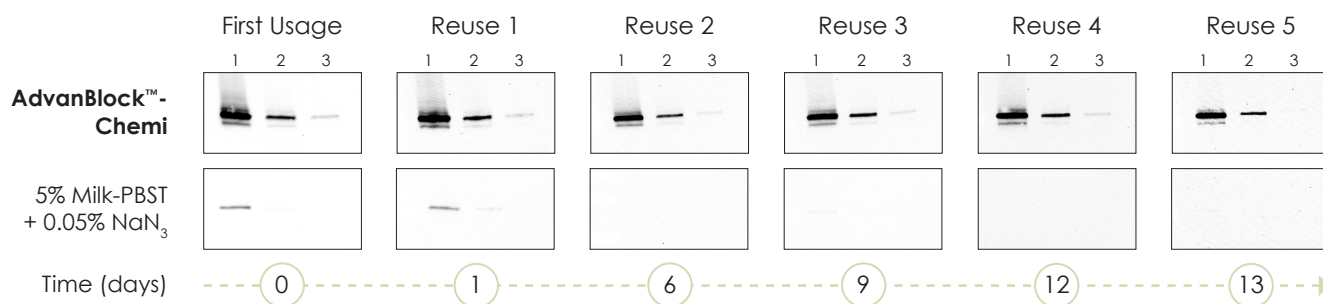 First Usage Reuse 1 Reuse 2 Reuse 3 Reuse 4 Reuse 5
1 2 3 1 2 3 1 2 3 1 2 3 1 2 3 1 2 3
AdvanBlock™-
Chemi
5% Milk-PBST
+ 0.05% NaN₃
Time (days) 0 1 6 9 12 13